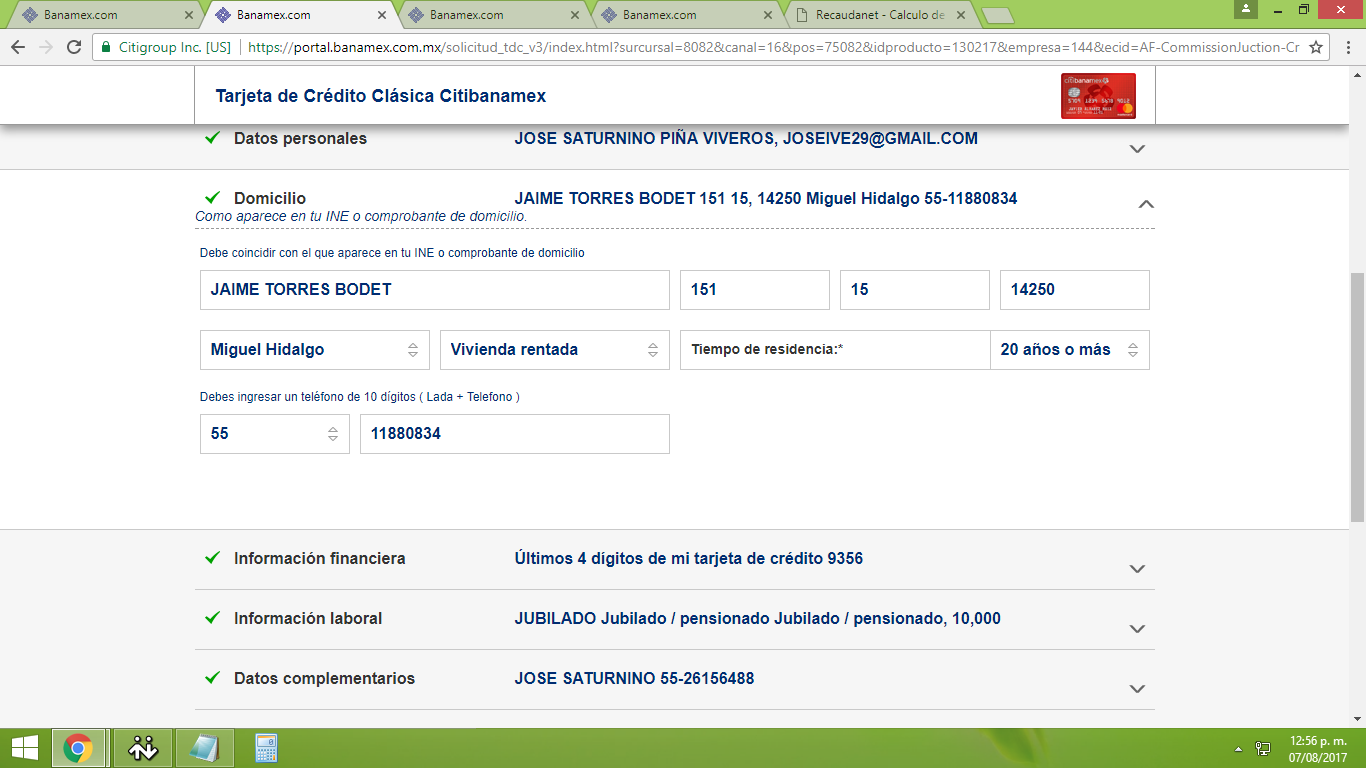 Banamex.com
Banamex.com
Banamex.com
Banamex.com
Recaudanet - Calculo de
Citigroup Inc. [US]
https://portal.banamex.com.mx/solicitud_tdc_v3/index.html?sursursal=8082&canal=16&pos=75082&idproducto=130217&empresa=144&ecid=AF-CommissionJuction-Cr
Tarjeta de Crédito Clásica Citibanamex
citibanamex
Datos personales
JOSE SATURNINO PIÑA VIVEROS, JOSEIVE29@GMAIL.COM
Domicilio
JAIME TORRES BODET 151 15, 14250 Miguel Hidalgo 55-11880834
Como aparece en tu INE o comprobante de domicilio.
Debe coincidir con el que aparece en tu INE o comprobante de domicilio
JAIME TORRES BODET
151
15
14250
Miguel Hidalgo
Vivienda rentada
Tiempo de residencia:*
20 años o más
Debes ingresar un teléfono de 10 dígitos ( Lada + Telefono )
55
11880834
Información financiera
Últimos 4 dígitos de mi tarjeta de crédito 9356
Información laboral
JUBILADO Jubilado / pensionado Jubilado / pensionado, 10,000
Datos complementarios
JOSE SATURNINO 55-26156488
12:56 p. m.
07/08/2017